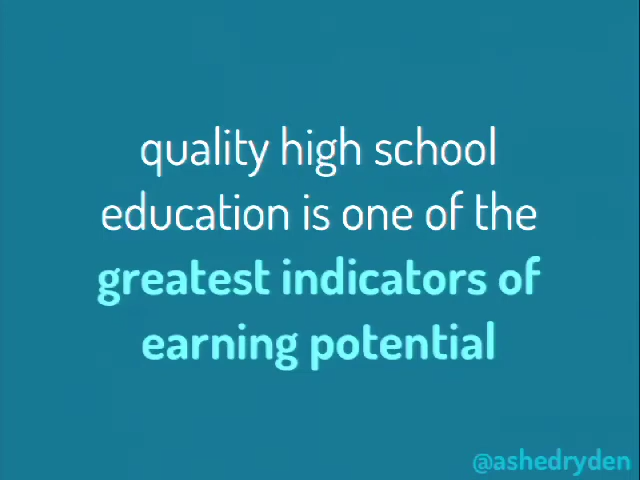 quality high school
education is one of the
greatest indicators of
earning potential
@ashedryden